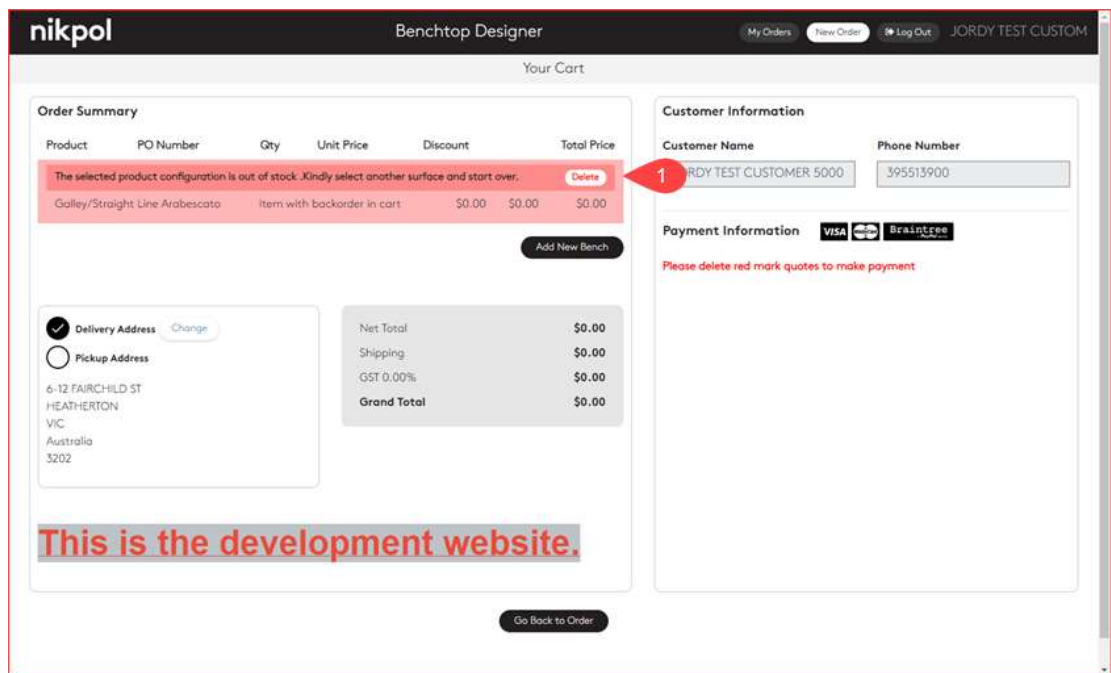 nikpol
Benchtop Designer
My Orders
New Order
Log Out
JORDY TEST CUSTOM
Your Cart
Order Summary
Product PO Number Qty Unit Price Discount Total Price
The selected product configuration is out of stock .Kindly select another surface and start over. Delete
Galley/Straight Line Arabescato Item with backorder in cart $0.00 $0.00 $0.00
Add New Bench
Delivery Address Change
Pickup Address
6-12 FAIRCHILD ST
HEATHERTON
VIC
Australia
3202
Net Total $0.00
Shipping $0.00
GST 0.00% $0.00
Grand Total $0.00
This is the development website.
Customer Information
Customer Name Phone Number
1 RDY TEST CUSTOMER 5000 395513900
Payment Information VISA Braintree
Please delete red mark quotes to make payment
Go Back to Order